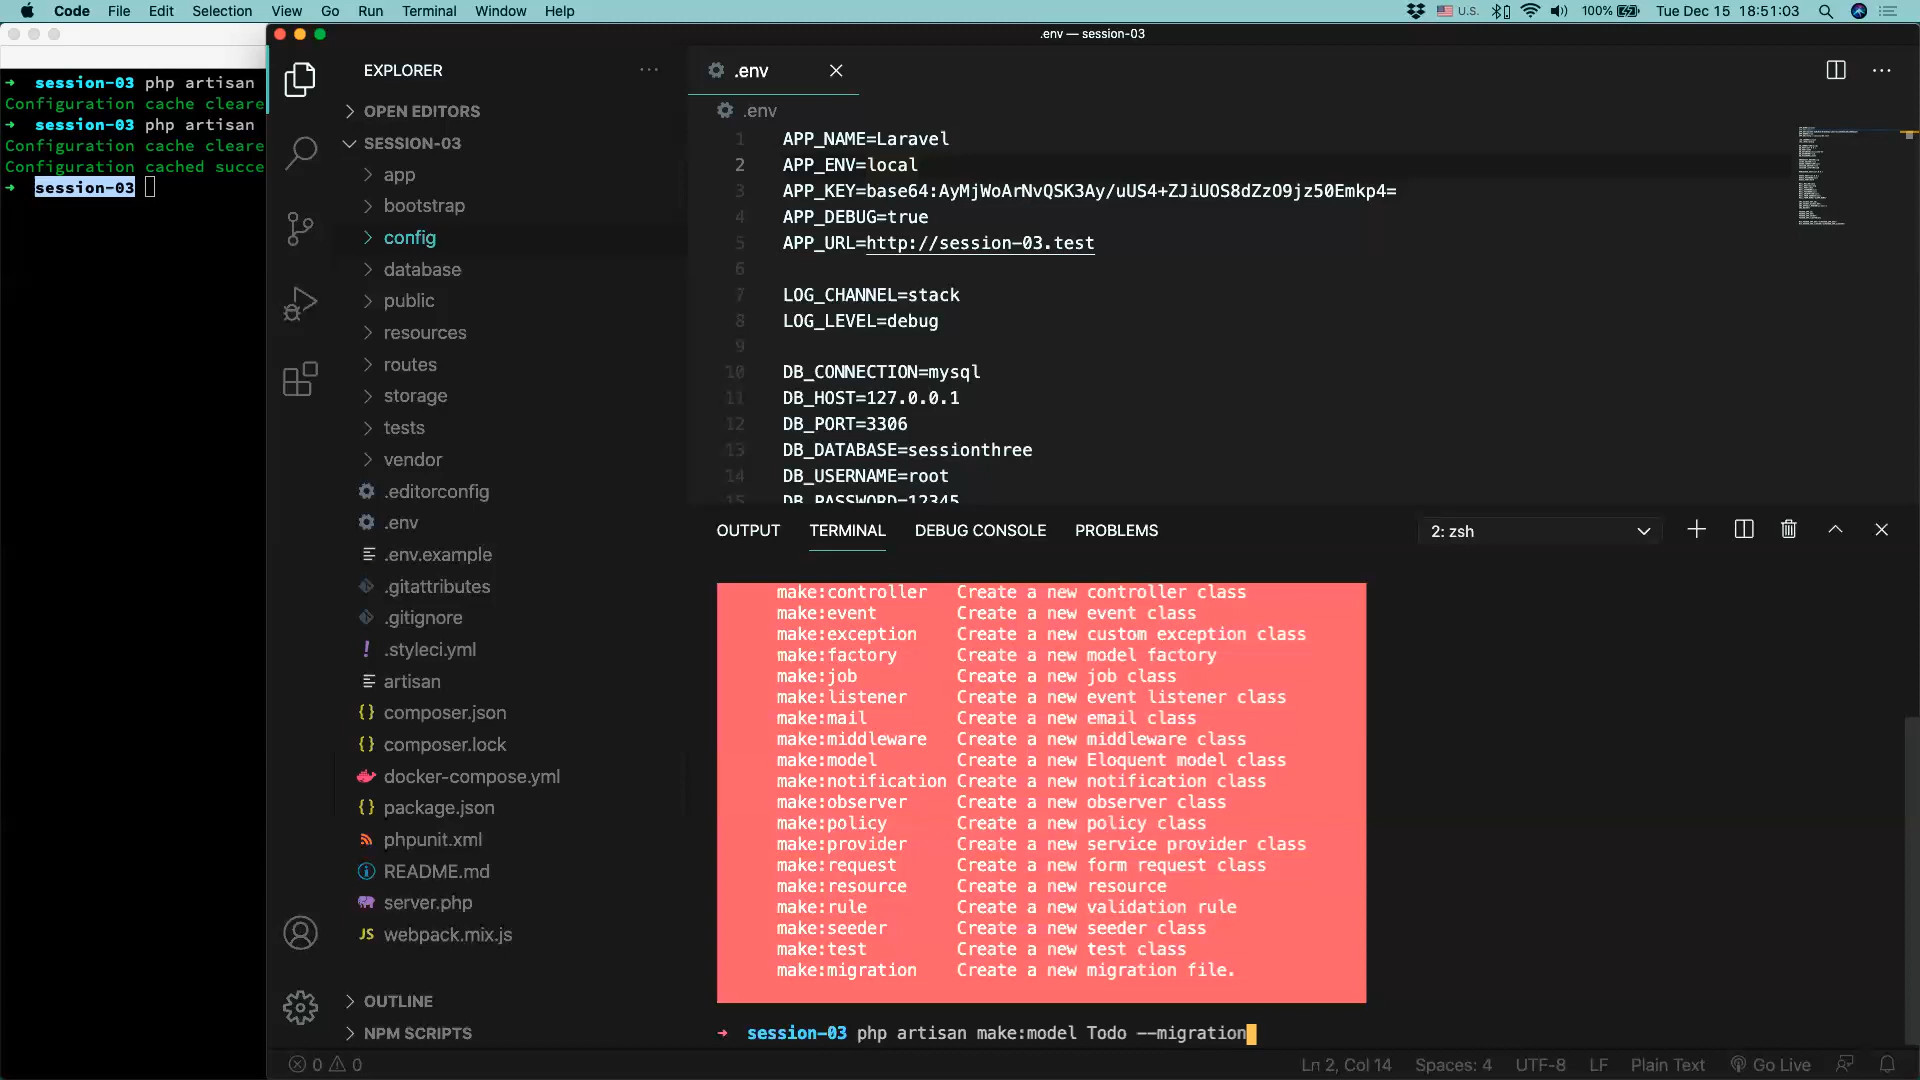 Code File Edit Selection View Go Run Terminal Window Help
U.S. 100% Tue Dec 15 18:51:03
.env — session-03
➜ session-03 php artisan
Configuration cache cleare
➜ session-03 php artisan
Configuration cache cleare
Configuration cached succe
➜ session-03
EXPLORER
OPEN EDITORS
SESSION-03
app
bootstrap
config
database
public
resources
routes
storage
tests
vendor
.editorconfig
.env
.env.example
.gitattributes
.gitignore
.styleci.yml
artisan
composer.json
composer.lock
docker-compose.yml
package.json
phpunit.xml
README.md
server.php
JS webpack.mix.js
OUTLINE
NPM SCRIPTS
.env
.env
1 APP_NAME=Laravel
2 APP_ENV=local
3 APP_KEY=base64:AyMjWoArNvQSK3Ay/uUS4+ZJiUOS8dZzO9jz50Emkp4=
4 APP_DEBUG=true
5 APP_URL=http://session-03.test
6
7 LOG_CHANNEL=stack
8 LOG_LEVEL=debug
9
10 DB_CONNECTION=mysql
11 DB_HOST=127.0.0.1
12 DB_PORT=3306
13 DB_DATABASE=sessionthree
14 DB_USERNAME=root
15 DB_PASSWORD=12345
OUTPUT TERMINAL DEBUG CONSOLE PROBLEMS 2: zsh
make:controller Create a new controller class
make:event Create a new event class
make:exception Create a new custom exception class
make:factory Create a new model factory
make:job Create a new job class
make:listener Create a new event listener class
make:mail Create a new email class
make:middleware Create a new middleware class
make:model Create a new Eloquent model class
make:notification Create a new notification class
make:observer Create a new observer class
make:policy Create a new policy class
make:provider Create a new service provider class
make:request Create a new form request class
make:resource Create a new resource
make:rule Create a new validation rule
make:seeder Create a new seeder class
make:test Create a new test class
make:migration Create a new migration file.
➜ session-03 php artisan make:model Todo --migration
0 0 Ln 2, Col 14 Spaces: 4 UTF-8 LF Plain Text Go Live